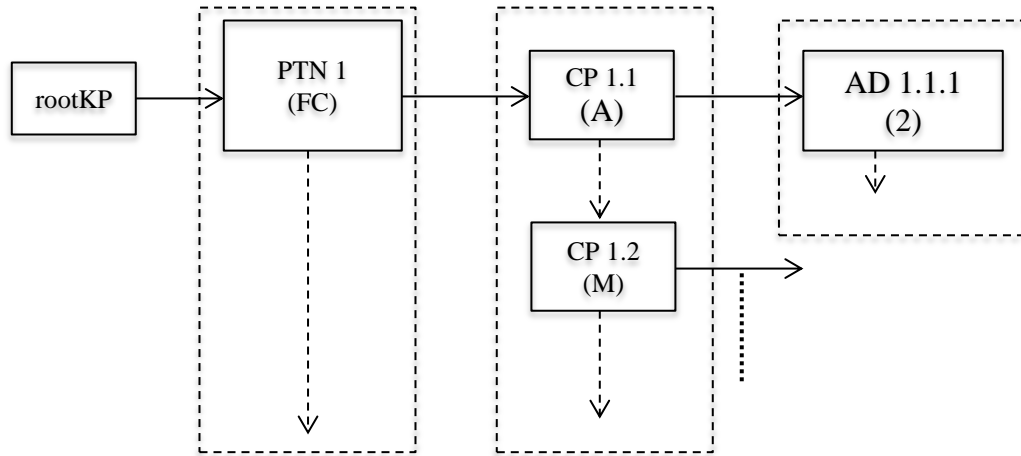 rootKP
PTN 1
(FC)
CP 1.1
(A)
AD 1.1.1
(2)
CP 1.2
(M)